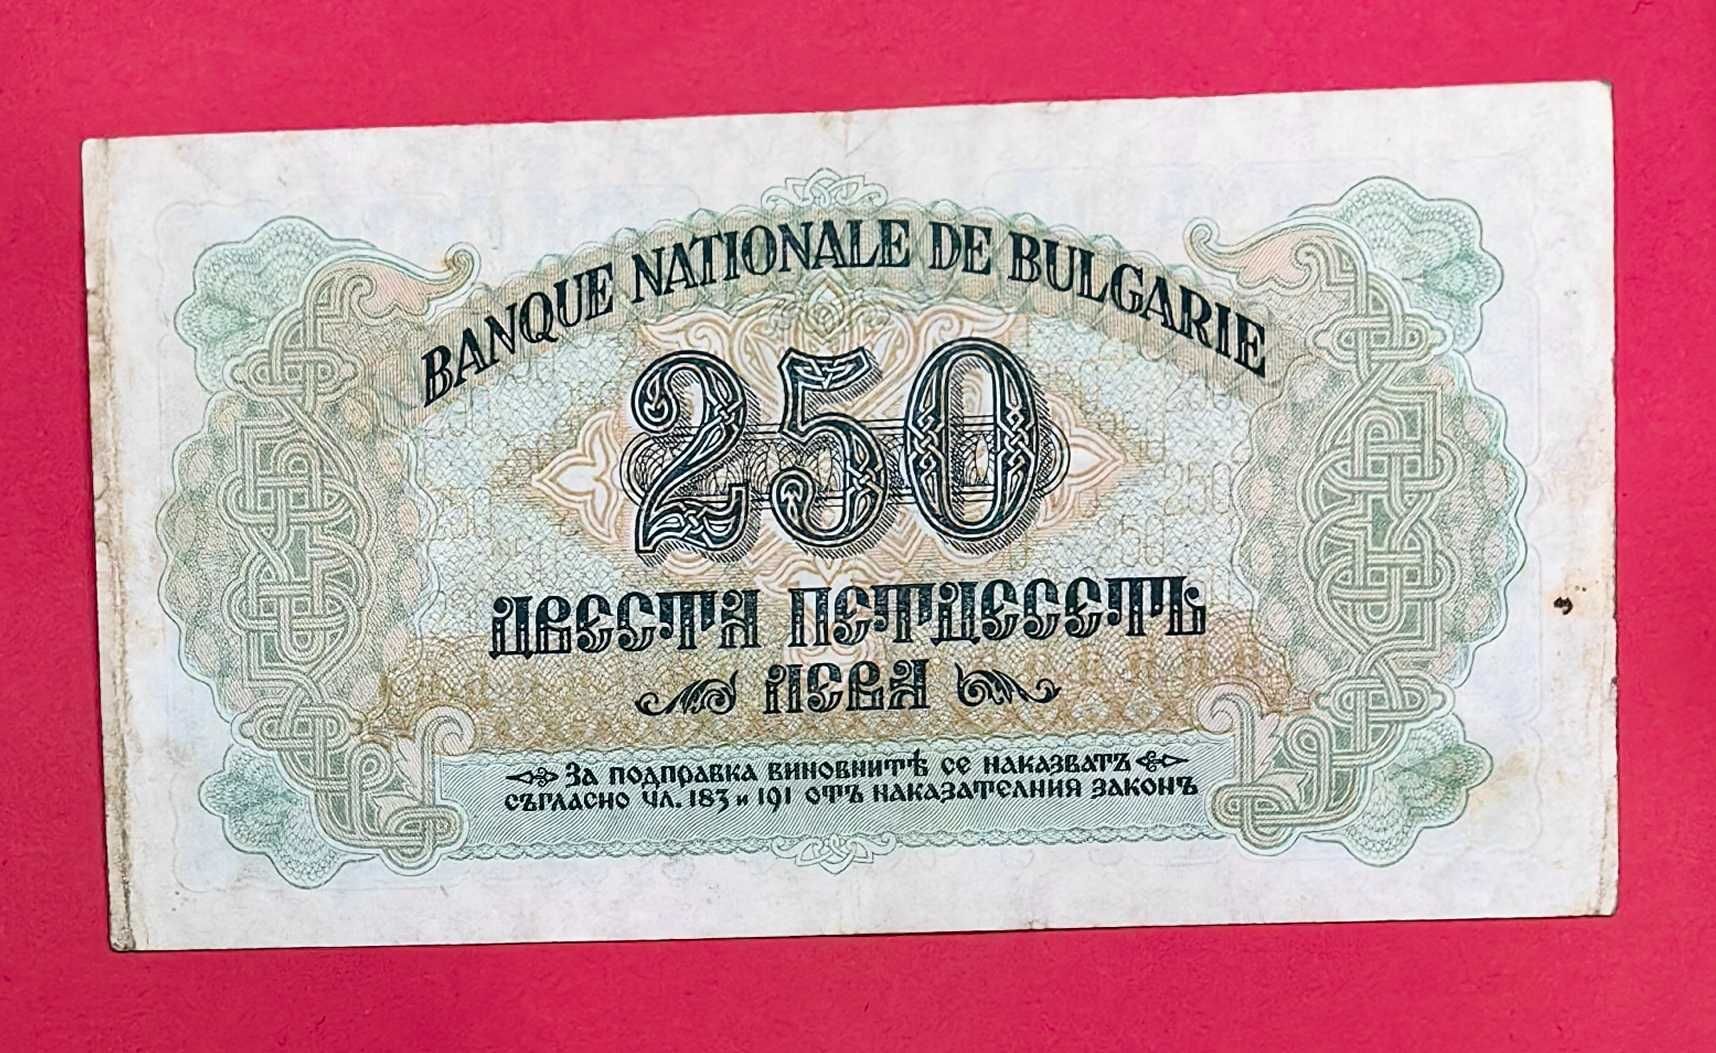 BANQUE NATIONALE DE BULGARIE
250
ДВЕСТА ПЕТДЕСЕТЬ
ЛЕВА
За подправка виновнитѣ се наказватъ
съгласно чл. 183 и 191 отъ наказателния законъ